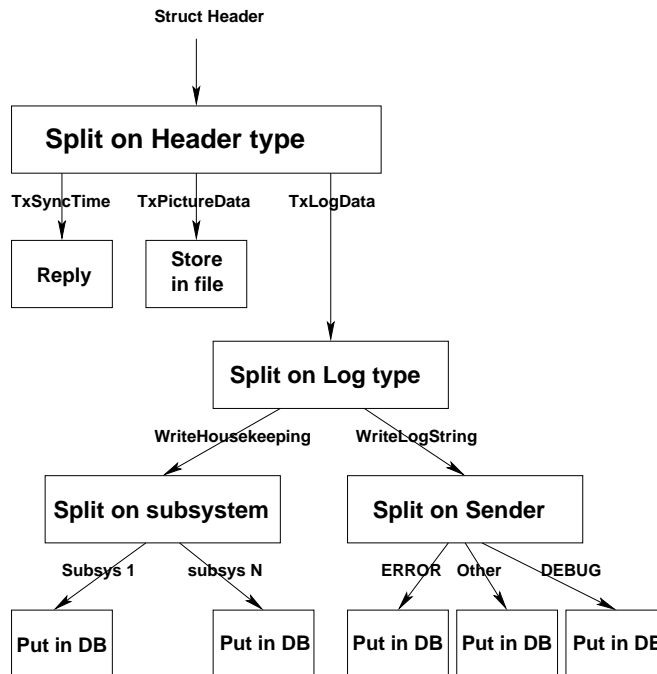 Struct Header
Split on Header type
TxSyncTime TxPictureData TxLogData
Reply
Store
in file
Split on Log type
WriteHousekeeping WriteLogString
Split on subsystem Split on Sender
Subsys 1 subsys N ERROR Other DEBUG
Put in DB Put in DB Put in DB Put in DB Put in DB